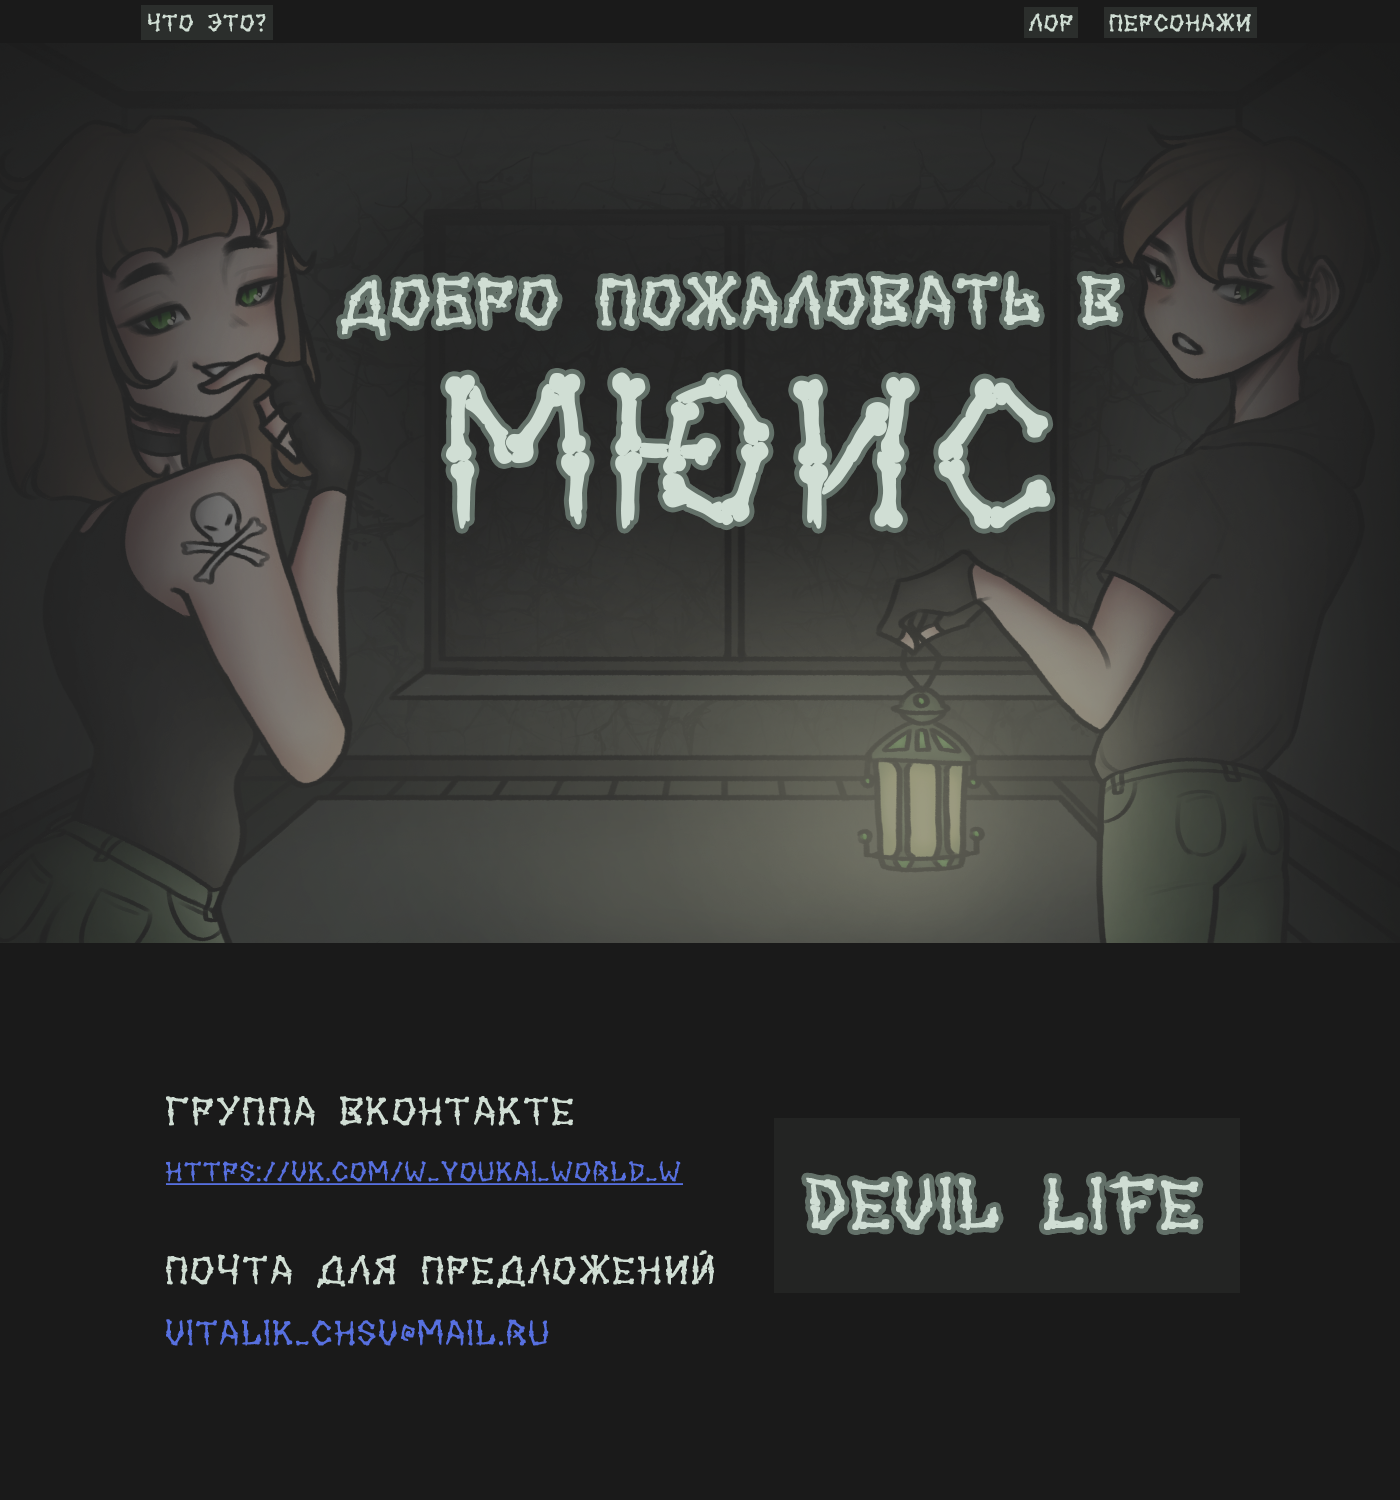 ЧТО ЭТО?
ЛОР
ПЕРСОНАЖИ
ДОБРО ПОЖАЛОВАТЬ В
МЮИС
ГРУППА ВКОНТАКТЕ
HTTPS://VK.COM/W_YOUKAI_WORLD_W
ПОЧТА ДЛЯ ПРЕДЛОЖЕНИЙ
VITALIK_CHSV@MAIL.RU
DEVIL LIFE